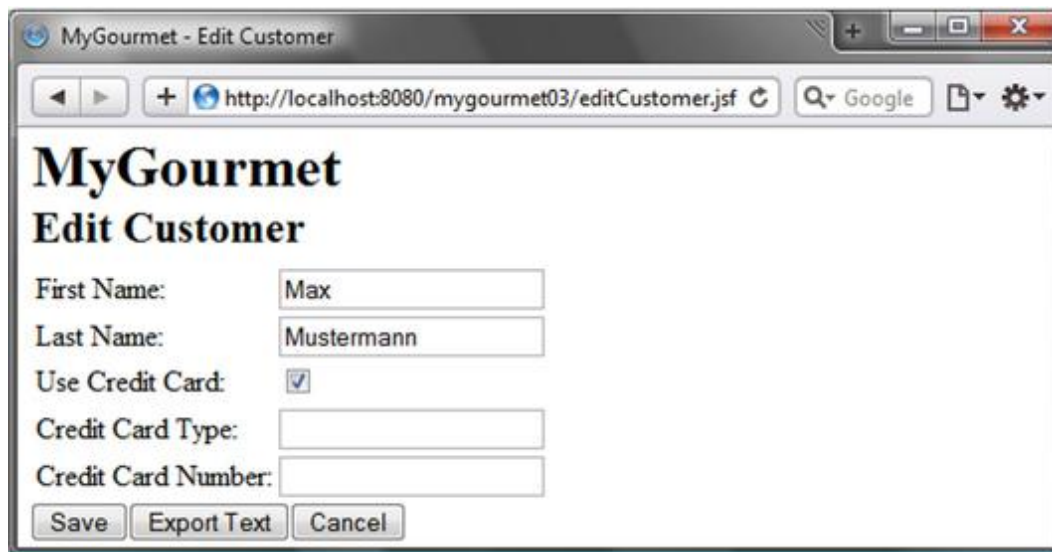 MyGourmet - Edit Customer
http://localhost:8080/mygourmet03/editCustomer.jsf Google
MyGourmet
Edit Customer
First Name: Max
Last Name: Mustermann
Use Credit Card:
Credit Card Type:
Credit Card Number:
Save Export Text Cancel